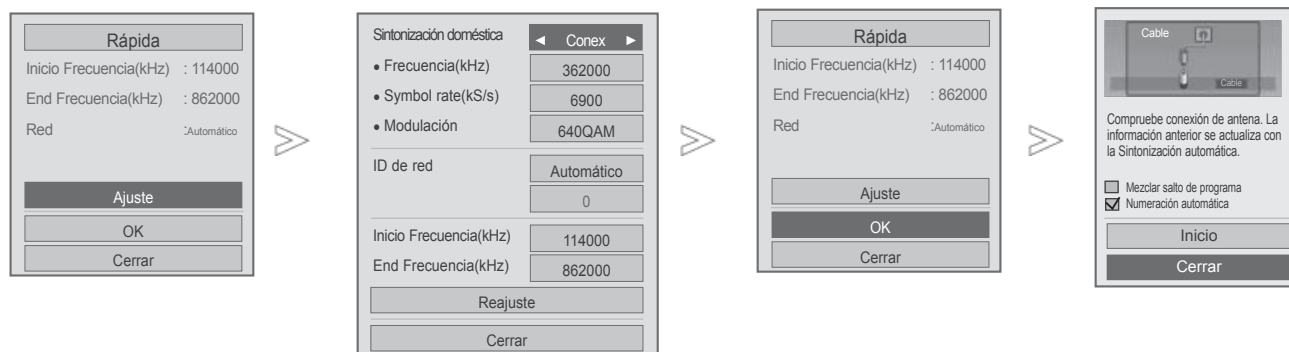 Rápida
Inicio Frecuencia(kHz) : 114000
End Frecuencia(kHz) : 862000
Red :Automático
Ajuste
OK
Cerrar
Sintonización doméstica ◄ Conex ►
• Frecuencia(kHz) 362000
• Symbol rate(kS/s) 6900
• Modulación 640QAM
ID de red Automático
0
Inicio Frecuencia(kHz) 114000
End Frecuencia(kHz) 862000
Reajuste
Cerrar
Rápida
Inicio Frecuencia(kHz) : 114000
End Frecuencia(kHz) : 862000
Red :Automático
Ajuste
OK
Cerrar
Cable
Cable
Compruebe conexión de antena. La
información anterior se actualiza con
la Sintonización automática.
Mezclar salto de programa
Numeración automática
Inicio
Cerrar